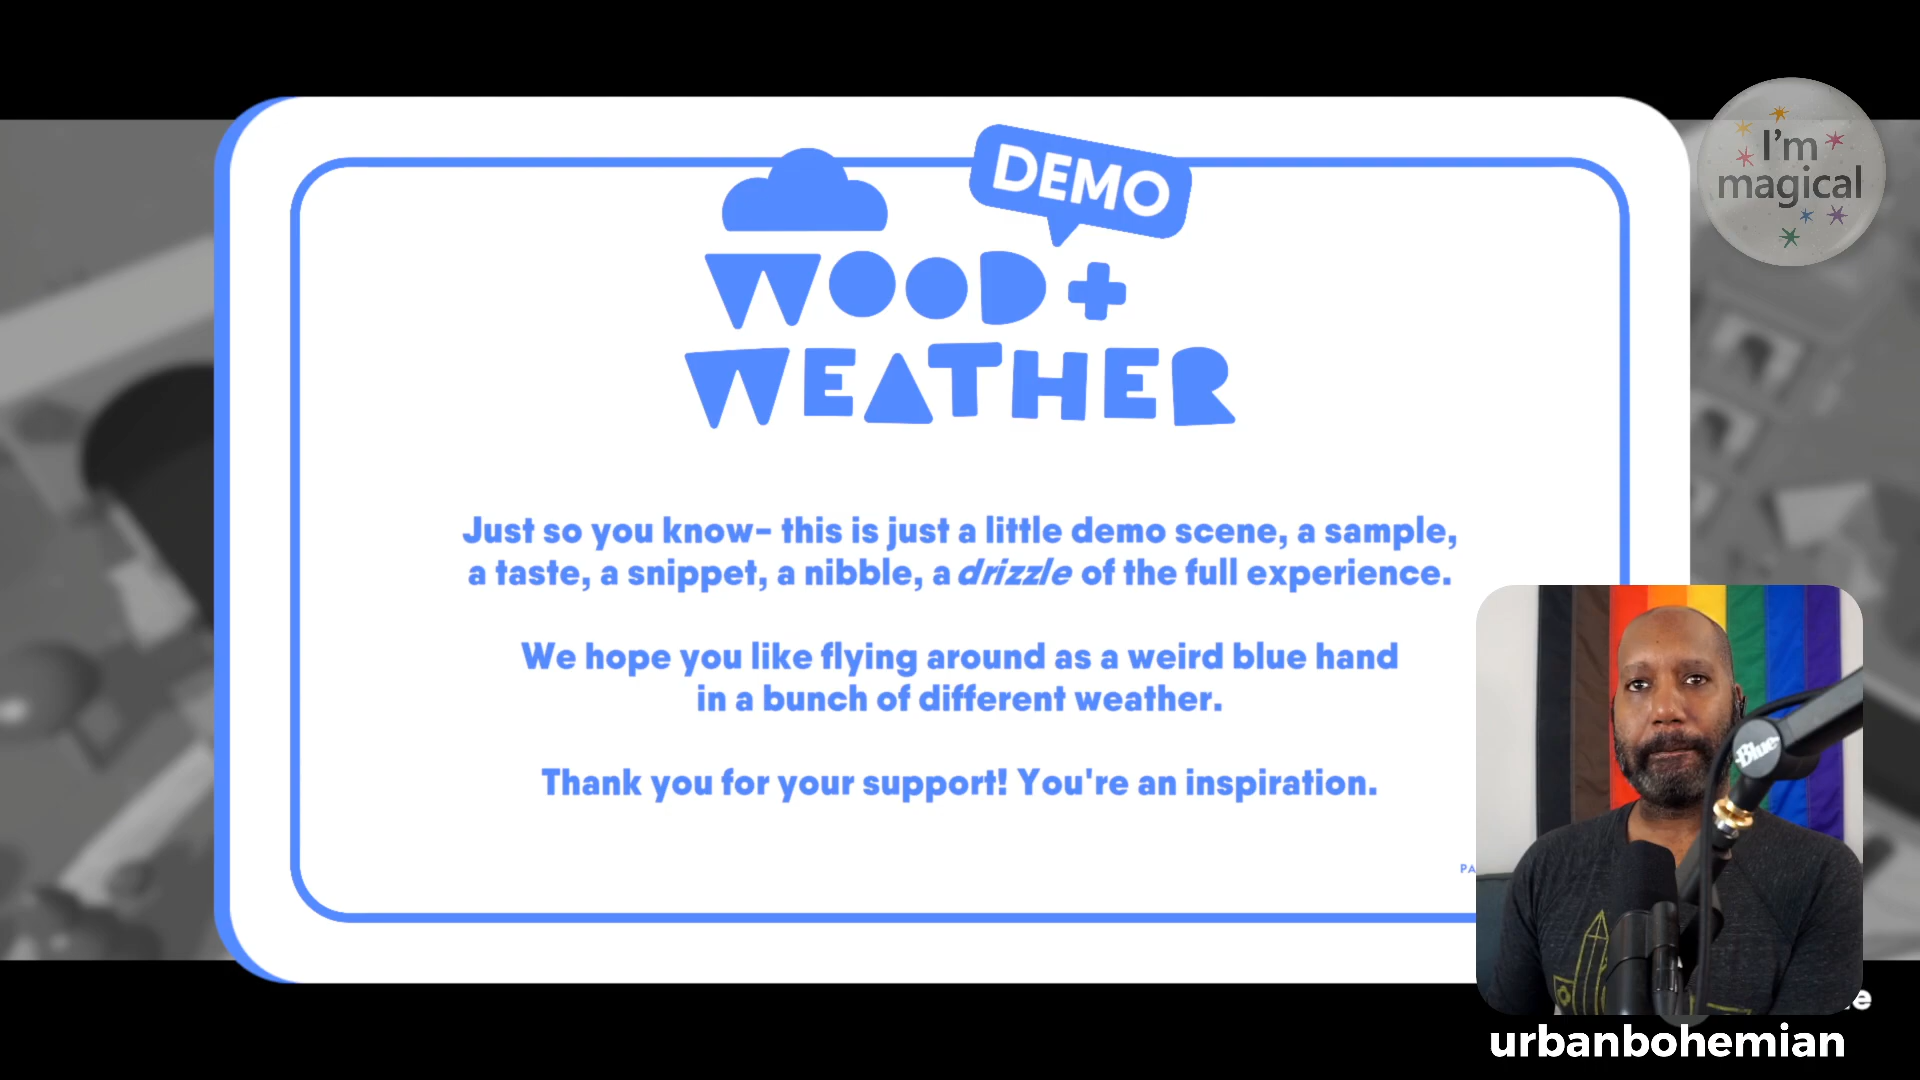 DEMO
WOOD +
WEATHER
I'm
magical
Just so you know– this is just a little demo scene, a sample,
a taste, a snippet, a nibble, a drizzle of the full experience.
We hope you like flying around as a weird blue hand
in a bunch of different weather.
Thank you for your support! You're an inspiration.
Blue
urbanbohemian